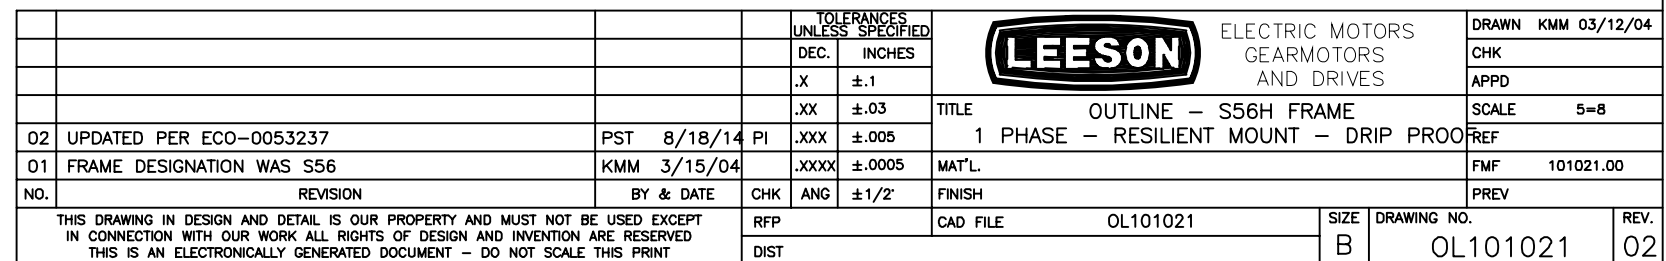 TOLERANCES
UNLESS SPECIFIED
DEC. INCHES
.X ±.1
.XX ±.03
.XXX ±.005
.XXXX ±.0005
ANG ±1/2°
02 UPDATED PER ECO-0053237 PST 8/18/14 PI
01 FRAME DESIGNATION WAS S56 KMM 3/15/04
NO. REVISION BY & DATE CHK
THIS DRAWING IN DESIGN AND DETAIL IS OUR PROPERTY AND MUST NOT BE USED EXCEPT
IN CONNECTION WITH OUR WORK ALL RIGHTS OF DESIGN AND INVENTION ARE RESERVED
THIS IS AN ELECTRONICALLY GENERATED DOCUMENT – DO NOT SCALE THIS PRINT
RFP
DIST
LEESON
ELECTRIC MOTORS
GEARMOTORS
AND DRIVES
TITLE OUTLINE – S56H FRAME
1 PHASE – RESILIENT MOUNT – DRIP PROOF
MAT'L.
FINISH
CAD FILE OL101021
DRAWN KMM 03/12/04
CHK
APPD
SCALE 5=8
REF
FMF 101021.00
PREV
SIZE B
DRAWING NO. OL101021
REV. 02